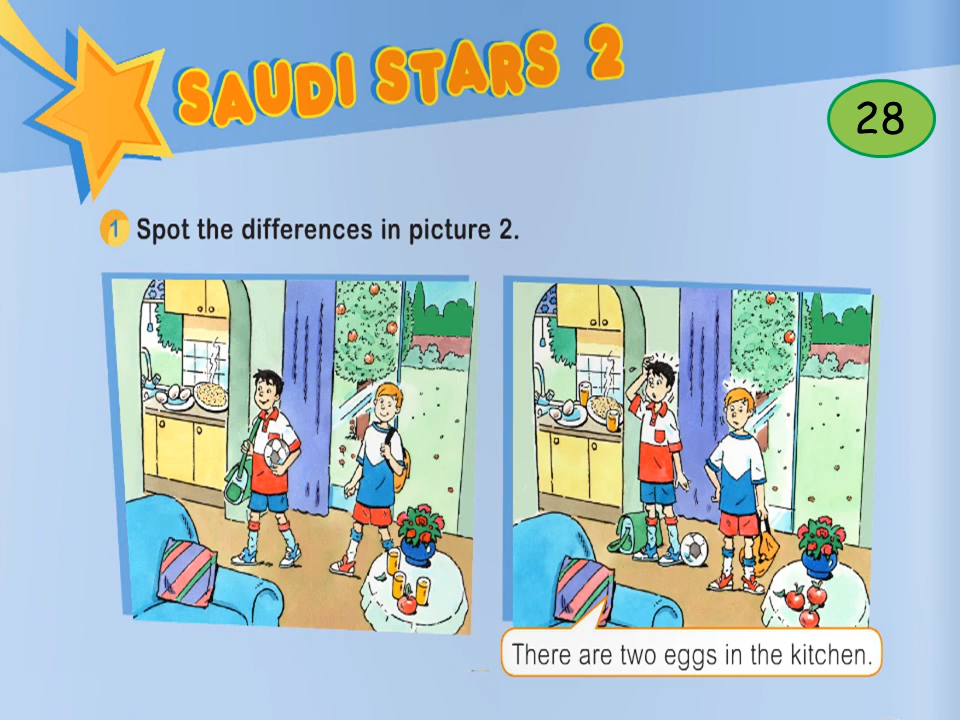 SAUDI STARS 2
28
1 Spot the differences in picture 2.
There are two eggs in the kitchen.